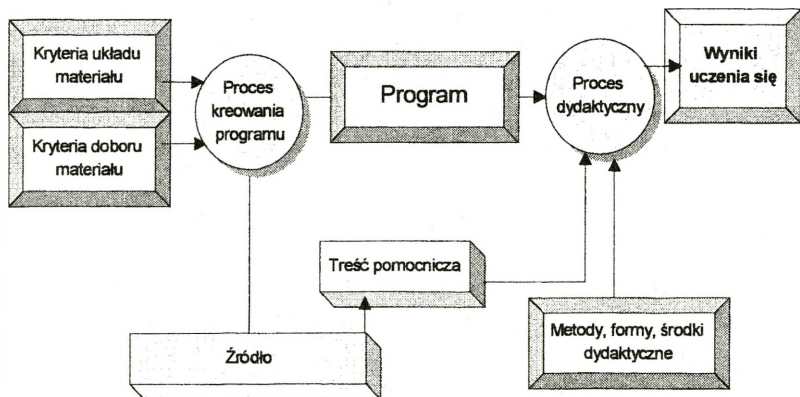 Kryteria układu
materiału
Kryteria doboru
materiału
Proces
kreowania
programu
Program
Proces
dydaktyczny
Wyniki
uczenia się
Treść pomocnicza
Źródło
Metody, formy, środki
dydaktyczne